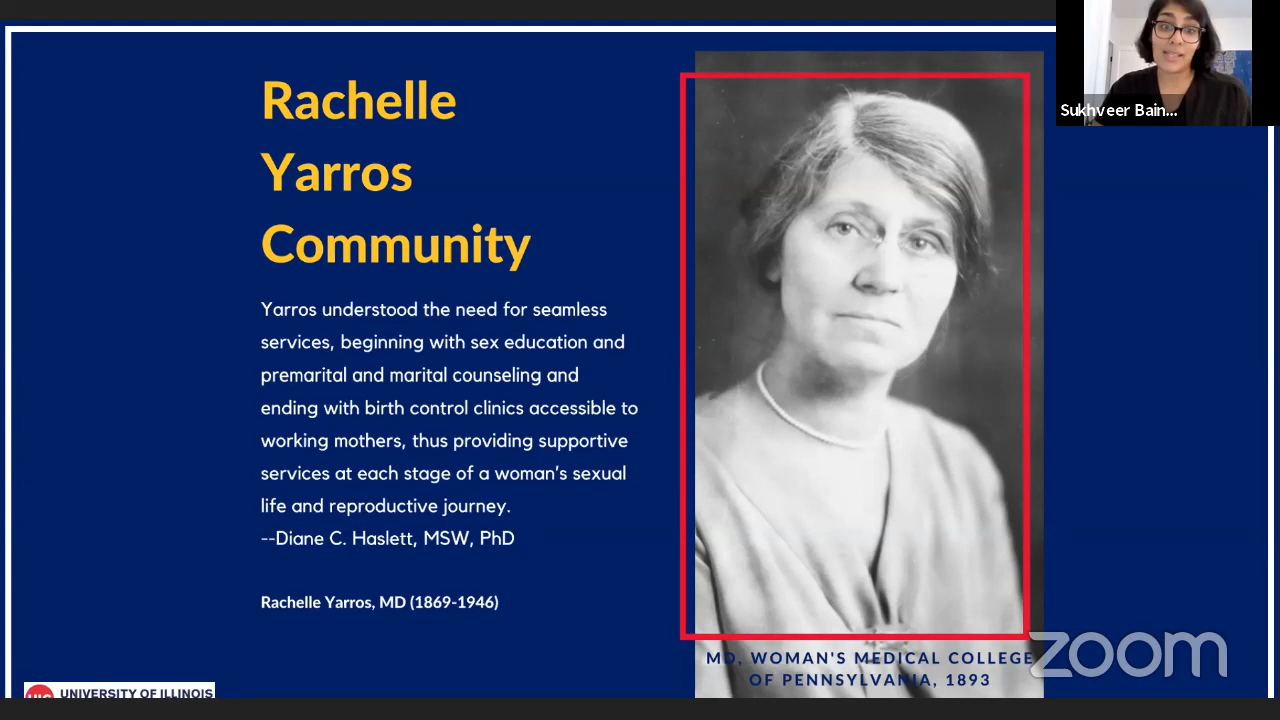 Rachelle
Yarros
Community
Yarros understood the need for seamless
services, beginning with sex education and
premarital and marital counseling and
ending with birth control clinics accessible to
working mothers, thus providing supportive
services at each stage of a woman's sexual
life and reproductive journey.
--Diane C. Haslett, MSW, PhD
Rachelle Yarros, MD (1869-1946)
MD, WOMAN'S MEDICAL COLLEGE
OF PENNSYLVANIA, 1893
Sukhveer Bain...
zoom
UIC UNIVERSITY OF ILLINOIS